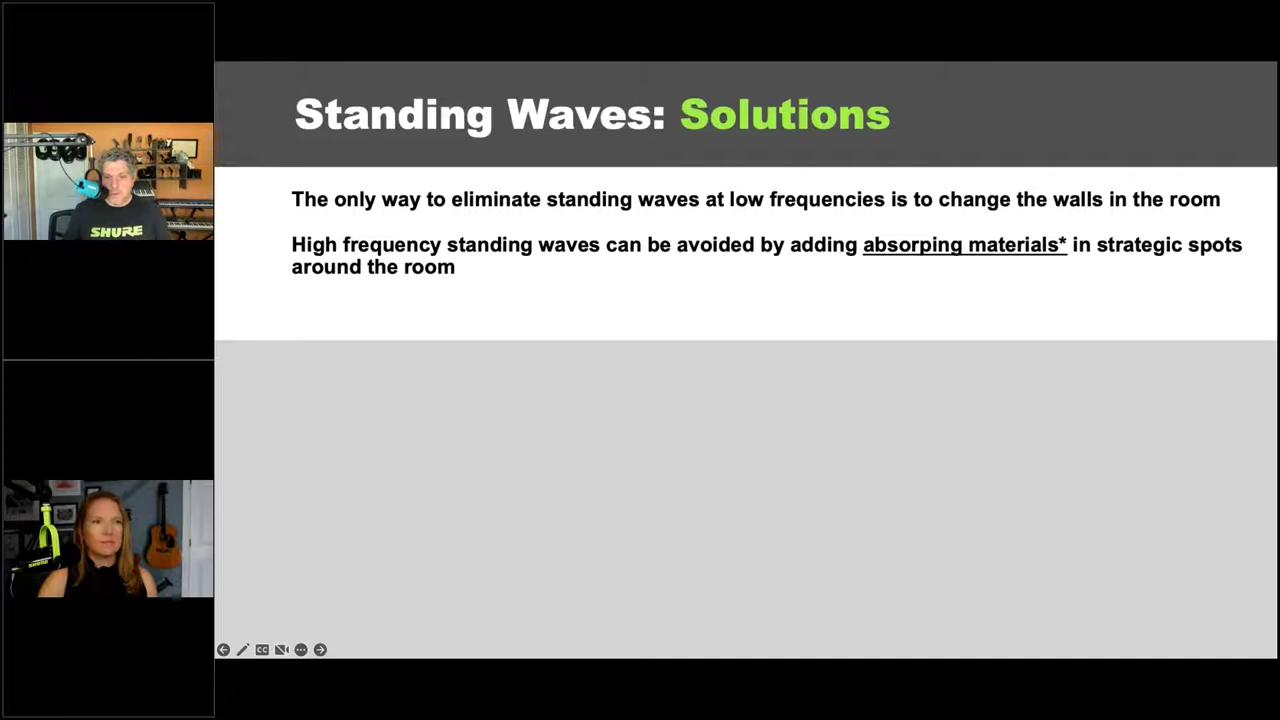 Standing Waves: Solutions
The only way to eliminate standing waves at low frequencies is to change the walls in the room
High frequency standing waves can be avoided by adding absorping materials* in strategic spots
around the room
SHURE
SHURE
CC